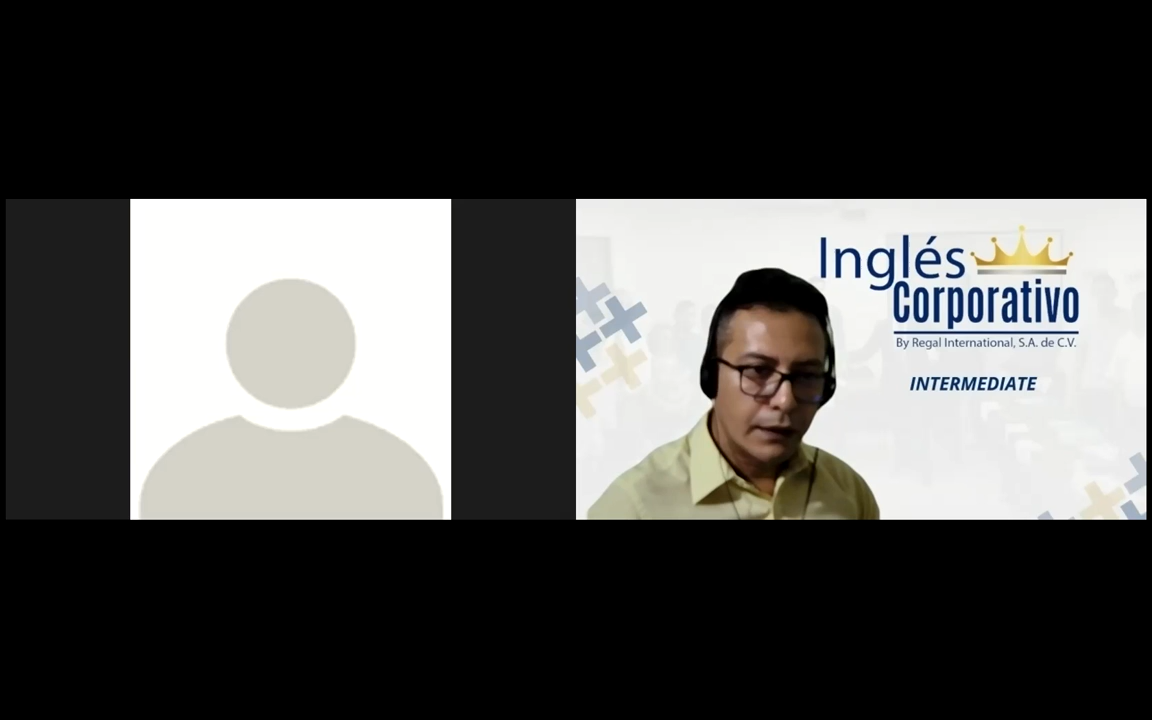 Inglés
Corporativo
By Regal International, S.A. de C.V.
INTERMEDIATE